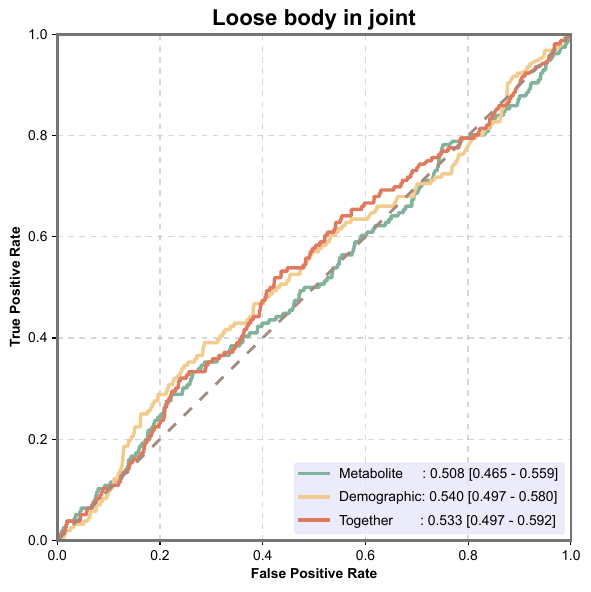 Loose body in joint
1.0
0.8
0.6
0.4
0.2
0.0
True Positive Rate
Metabolite : 0.508 [0.465 - 0.559]
Demographic: 0.540 [0.497 - 0.580]
Together : 0.533 [0.497 - 0.592]
0.0 0.2 0.4 0.6 0.8 1.0
False Positive Rate